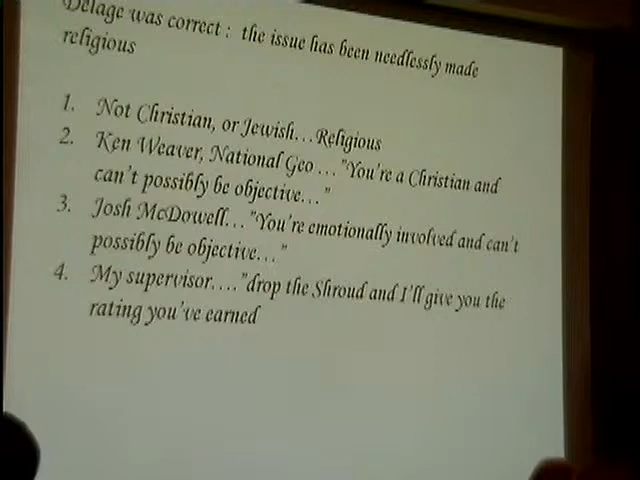 Delage was correct : the issue has been needlessly made
religious
1. Not Christian, or Jewish…Religious
2. Ken Weaver, National Geo …"You're a Christian and
can't possibly be objective…"
3. Josh McDowell…"You're emotionally involved and can't
possibly be objective…"
4. My supervisor…."drop the Shroud and I'll give you the
rating you've earned